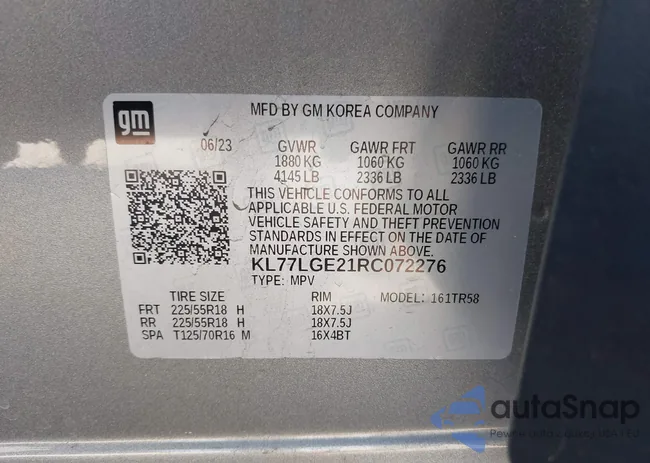 gm
MFD BY GM KOREA COMPANY
06/23 GVWR GAWR FRT GAWR RR
1880 KG 1060 KG 1060 KG
4145 LB 2336 LB 2336 LB
THIS VEHICLE CONFORMS TO ALL
APPLICABLE U.S. FEDERAL MOTOR
VEHICLE SAFETY AND THEFT PREVENTION
STANDARDS IN EFFECT ON THE DATE OF
MANUFACTURE SHOWN ABOVE.
KL77LGE21RC072276
TYPE: MPV
TIRE SIZE RIM MODEL: 161TR58
FRT 225/55R18 H 18X7.5J
RR 225/55R18 H 18X7.5J
SPA T125/70R16 M 16X4BT
autoSnap